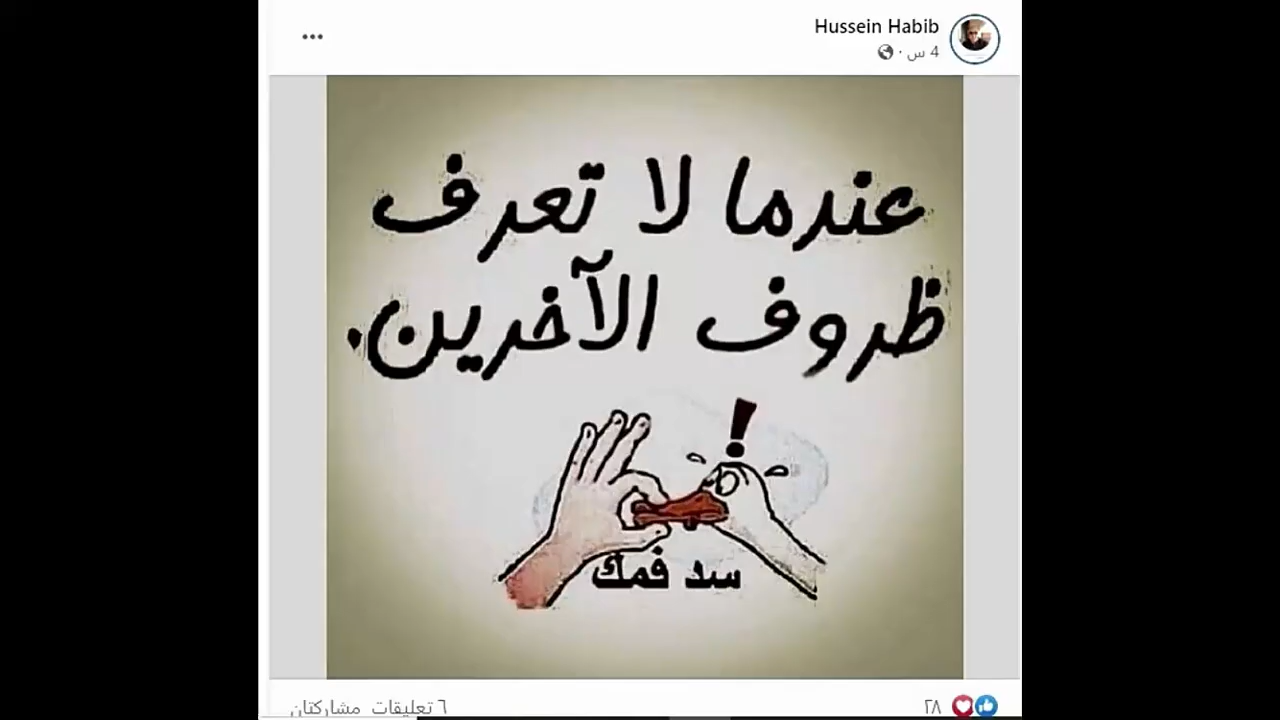 Hussein Habib
4 س ·
عندما لا تعرف
ظروف الآخرين.
!
سد فمك
٢٨
٦ تعليقات مشاركتان